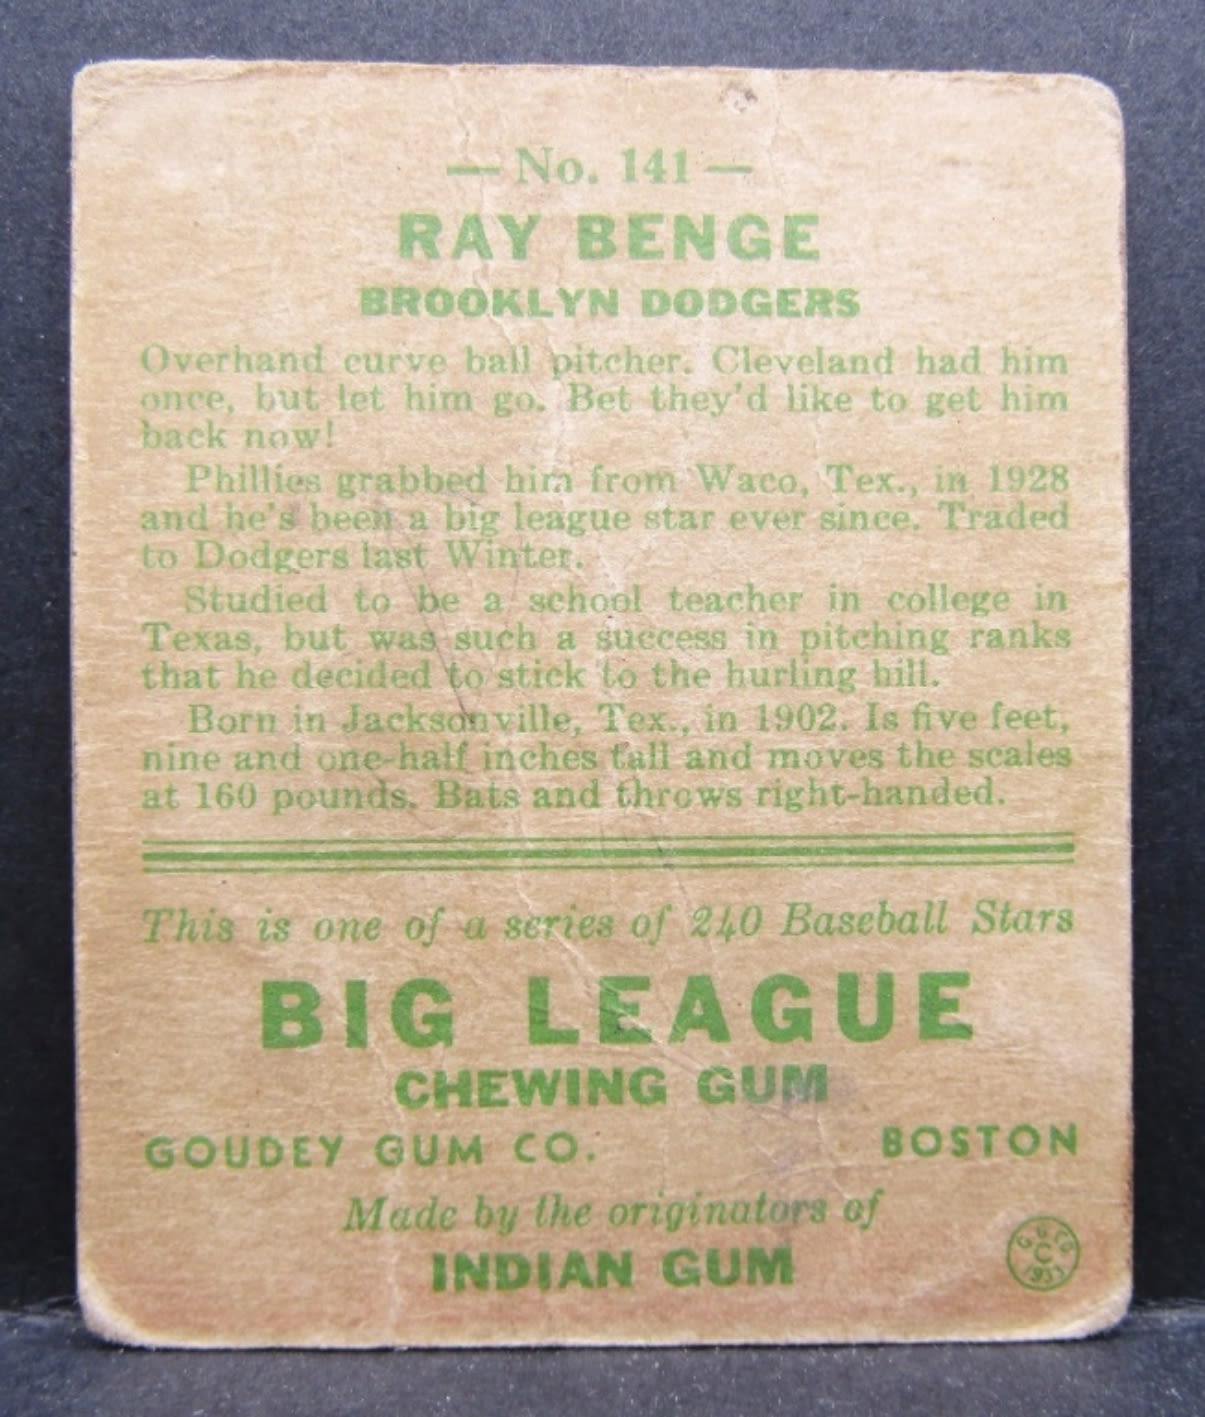 — No. 141 —
RAY BENGE
BROOKLYN DODGERS
Overhand curve ball pitcher. Cleveland had him
once, but let him go. Bet they'd like to get him
back now!
Phillies grabbed him from Waco, Tex., in 1928
and he's been a big league star ever since. Traded
to Dodgers last Winter.
Studied to be a school teacher in college in
Texas, but was such a success in pitching ranks
that he decided to stick to the hurling hill.
Born in Jacksonville, Tex., in 1902. Is five feet,
nine and one-half inches tall and moves the scales
at 160 pounds. Bats and throws right-handed.
This is one of a series of 240 Baseball Stars
BIG LEAGUE
CHEWING GUM
GOUDEY GUM CO. BOSTON
Made by the originators of
INDIAN GUM
C